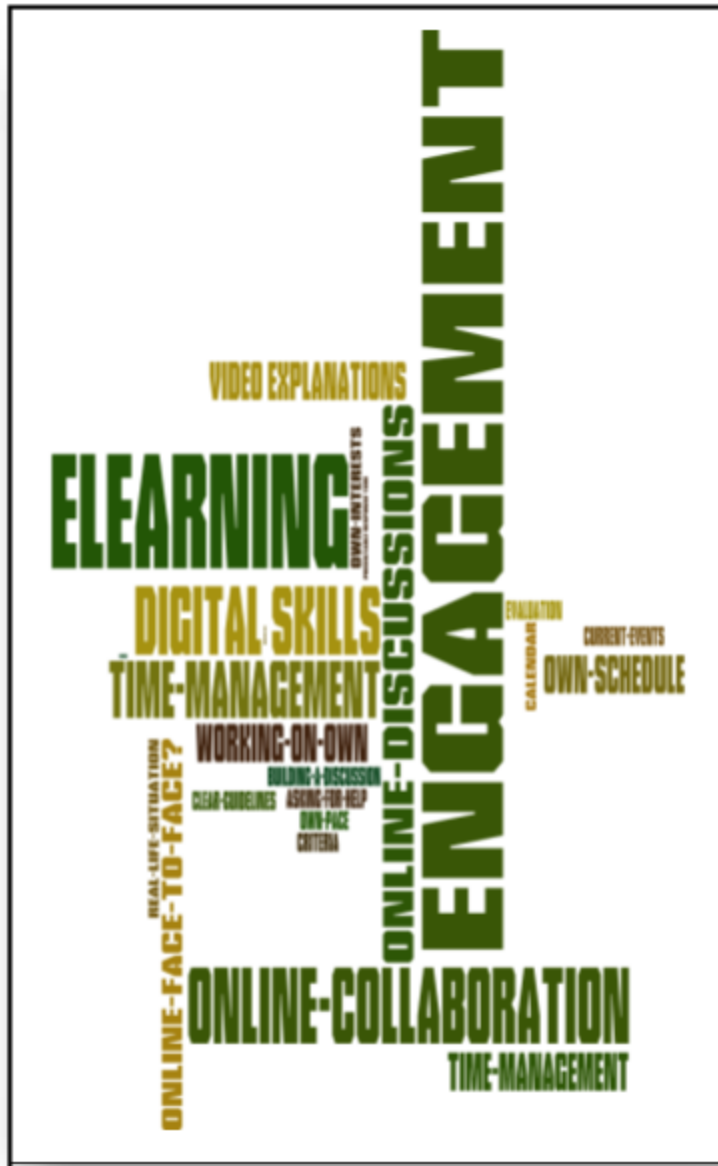 ENGAGEMENT
VIDEO EXPLANATIONS
ONLINE-DISCUSSIONS
OWN-INTERESTS
ELEARNING
DIGITAL SKILLS
EVALUATION
CALENDAR
CURRENT-EVENTS
OWN-SCHEDULE
TIME-MANAGEMENT
WORKING-ON-OWN
REAL-LIFE-SITUATION
ONLINE-FACE-TO-FACE?
BUILDING-A-DISCUSSION
CLEAR-GUIDELINES
ASKING-FOR-HELP
OWN-PACE
CRITERIA
ONLINE-COLLABORATION
TIME-MANAGEMENT